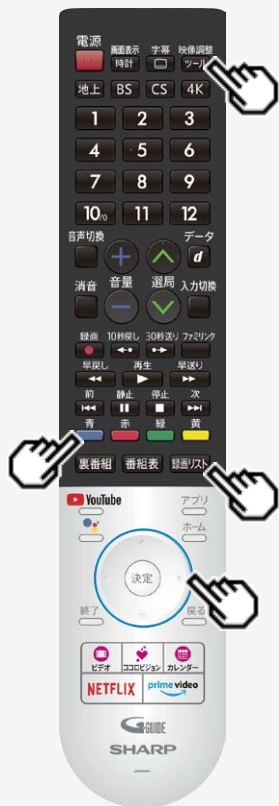 電源
画面表示 字幕 映像調整
時計 ツール
地上 BS CS 4K
1 2 3
4 5 6
7 8 9
10/0 11 12
音声切換 データ
d
消音 音量 選局 入力切換
録画 10秒戻し 30秒送り ファミリンク
早戻し 再生 早送り
前 静止 停止 次
青 赤 緑 黄
裏番組 番組表 録画リスト
YouTube アプリ
ホーム
決定
終了 戻る
ビデオ ココロビジョン カレンダー
NETFLIX prime video
G-GUIDE
SHARP